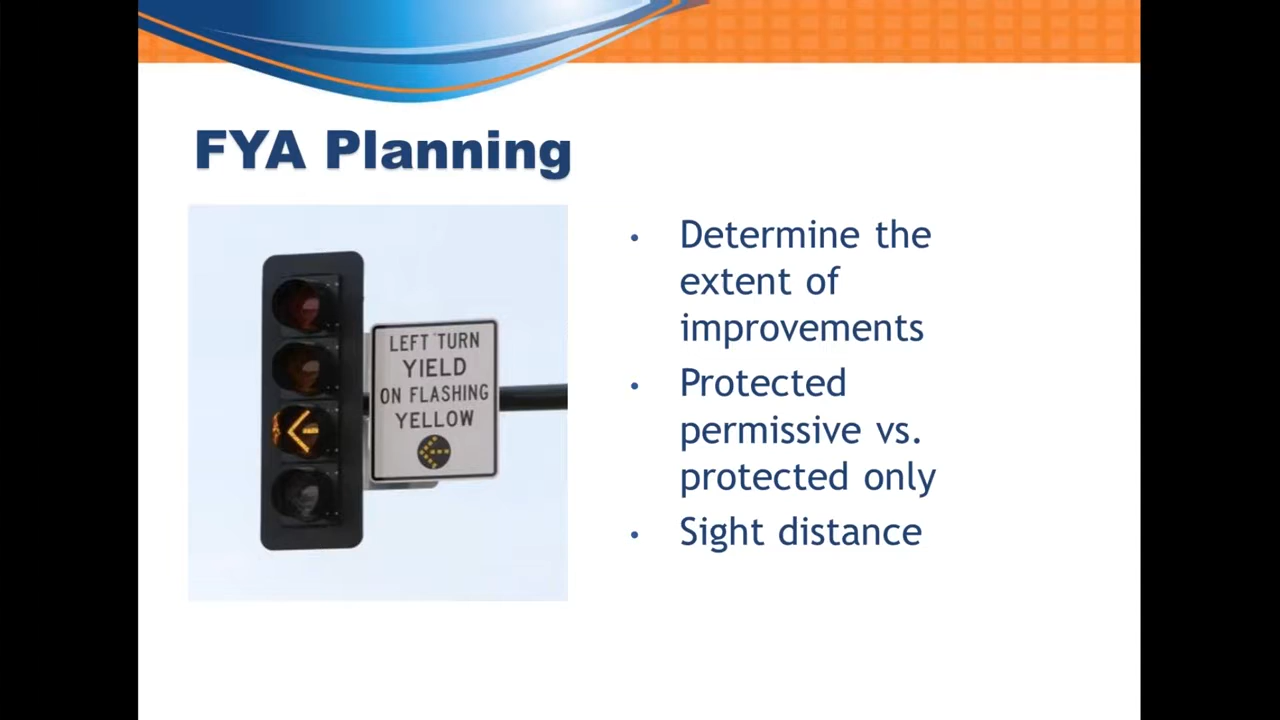 FYA Planning
LEFT TURN
YIELD
ON FLASHING
YELLOW
• Determine the
extent of
improvements
• Protected
permissive vs.
protected only
• Sight distance